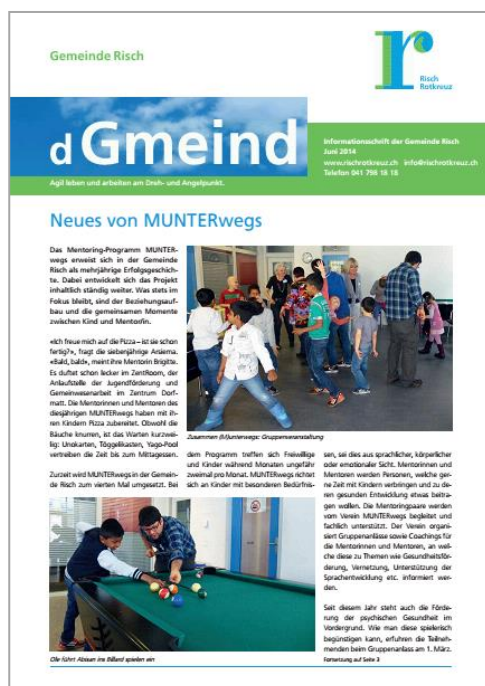 Gemeinde Risch
Risch
Rotkreuz
d Gmeind
Informationsschrift der Gemeinde Risch
Juni 2014
www.rischrotkreuz.ch info@rischrotkreuz.ch
Telefon 041 798 18 18
Agil leben und arbeiten am Dreh- und Angelpunkt.
Neues von MUNTERwegs
Das Mentoring-Programm MUNTER-
wegs erweist sich in der Gemeinde
Risch als mehrjährige Erfolgsgeschich-
te. Dabei entwickelt sich das Projekt
inhaltlich ständig weiter. Was stets im
Fokus bleibt, sind der Beziehungsauf-
bau und die gemeinsamen Momente
zwischen Kind und Mentor/in.
«Ich freue mich auf die Pizza – ist sie schon
fertig?», fragt die siebenjährige Arsiema.
«Bald, bald», meint ihre Mentorin Brigitte.
Es duftet schon lecker im ZentRoom, der
Anlaufstelle der Jugendförderung und
Gemeinwesenarbeit im Zentrum Dorf-
matt. Die Mentorinnen und Mentoren des
diesjährigen MUNTERwegs haben mit ih-
ren Kindern Pizza zubereitet. Obwohl die
Bäuche knurren, ist das Warten kurzwei-
lig: Unokarten, Töggelikasten, Yago-Pool
vertreiben die Zeit bis zum Mittagessen.
Zurzeit wird MUNTERwegs in der Gemein-
de Risch zum vierten Mal umgesetzt. Bei
Zusammen (M)unterwegs: Gruppenveranstaltung
dem Programm treffen sich Freiwillige
und Kinder während Monaten ungefähr
zweimal pro Monat. MUNTERwegs richtet
sich an Kinder mit besonderen Bedürfnis-
sen, sei dies aus sprachlicher, körperlicher
oder emotionaler Sicht. Mentorinnen und
Mentoren werden Personen, welche ger-
ne Zeit mit Kindern verbringen und zu de-
ren gesunden Entwicklung etwas beitra-
gen wollen. Die Mentoringpaare werden
vom Verein MUNTERwegs begleitet und
fachlich unterstützt. Der Verein organi-
siert Gruppenanlässe sowie Coachings für
die Mentorinnen und Mentoren, an wel-
che diese zu Themen wie Gesundheitsför-
derung, Vernetzung, Unterstützung der
Sprachentwicklung etc. informiert wer-
den.
Seit diesem Jahr steht auch die Förde-
rung der psychischen Gesundheit im
Vordergrund. Wie man diese spielerisch
begünstigen kann, erfuhren die Teilneh-
menden beim Gruppenanlass am 1. März.
Fortsetzung auf Seite 3
Olle führt Abisan ins Billard spielen ein